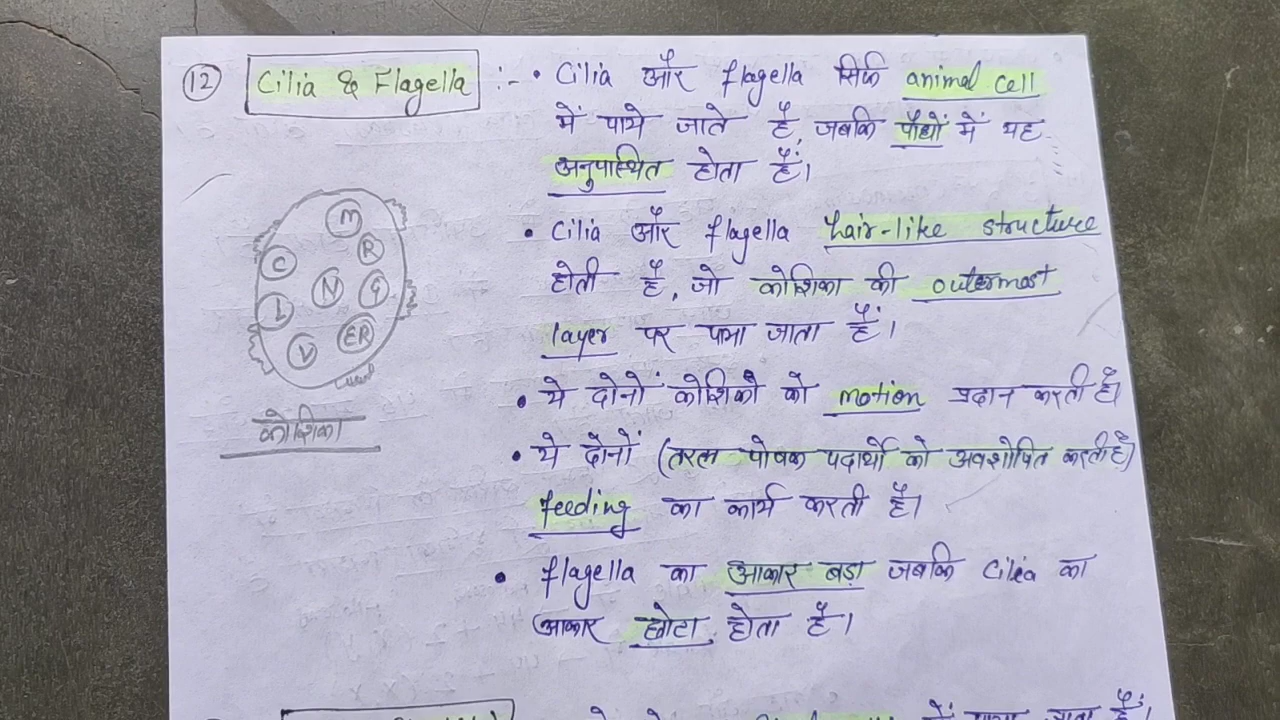 12 Cilia & Flagella :- • Cilia और flagella सिर्फ animal cell
में पाये जाते है, जबकि पौधों में यह
अनुपास्थित होता हैं।
• Cilia और flagella hair-like structure
होती है, जो कोशिका की outermost
layer पर पाया जाता हैं।
• ये दोनों कोशिको को motion प्रदान करती हैं।
• ये दोनों (तरल पोषक पदार्थो को अवशोषित करती है)
feeding का कार्य करती हैं।
• flagella का आकार बड़ा जबकि Cilia का
आकार छोटा होता हैं।
M
R
C
N
G
L
ER
V
कोशिका
में पाया जाता हैं।